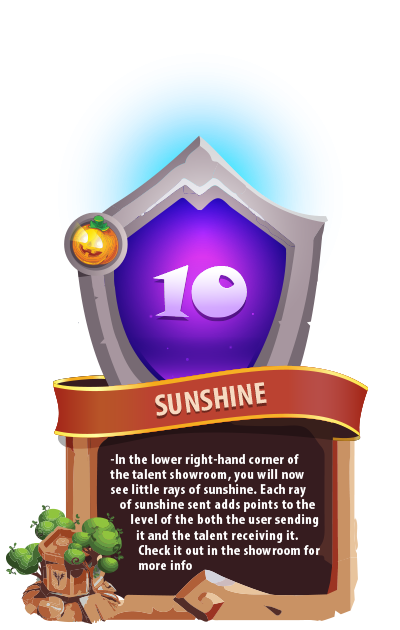 10
SUNSHINE
-In the lower right-hand corner of
the talent showroom, you will now
see little rays of sunshine. Each ray
of sunshine sent adds points to the
level of the both the user sending
it and the talent receiving it.
Check it out in the showroom for
more info